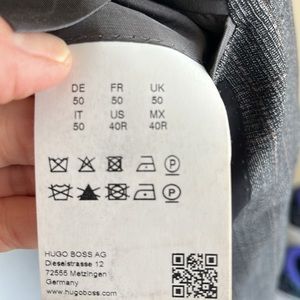 DE FR UK
50 50 50
IT US MX
50 40R 40R
HUGO BOSS AG
Dieselstrasse 12
72555 Metzingen
Germany
www.hugoboss.com